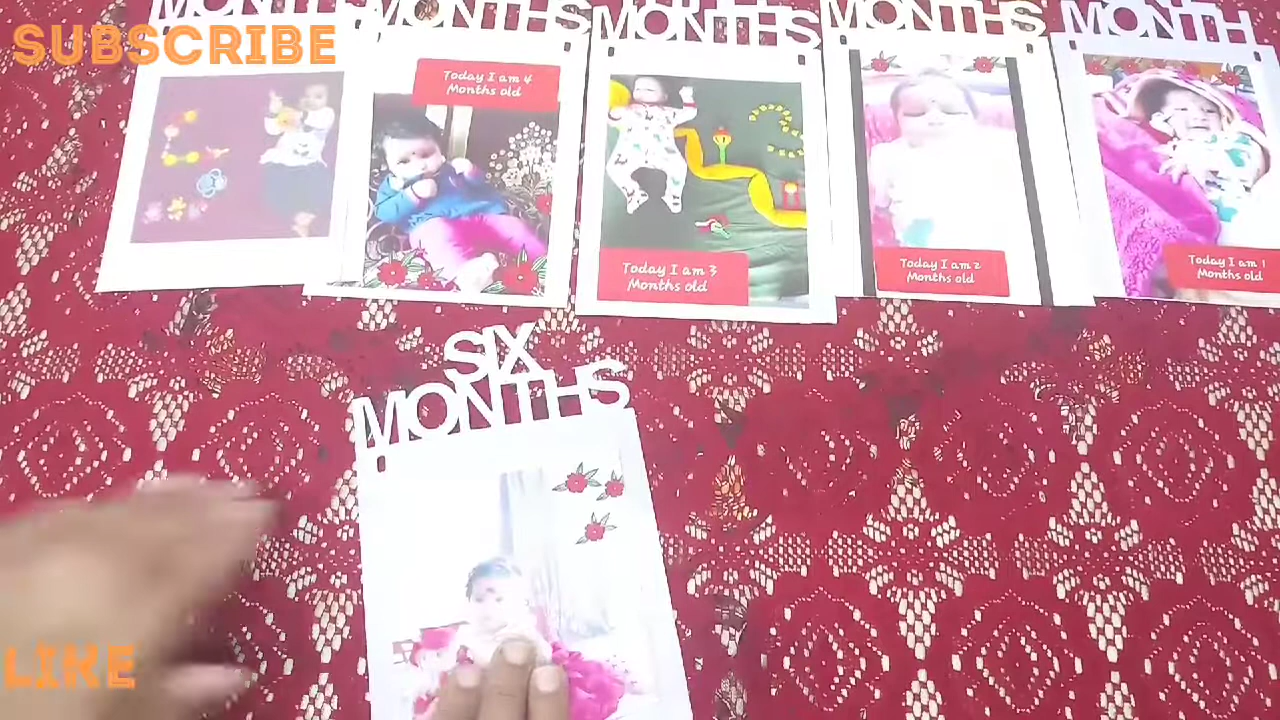 SUBSCRIBE
MONTHS
MONTHS
MONTHS
MONTHS
MONTH
Today I am 4
Months old
Today I am 3
Months old
Today I am 2
Months old
Today I am 1
Months old
SIX
MONTHS
LIKE